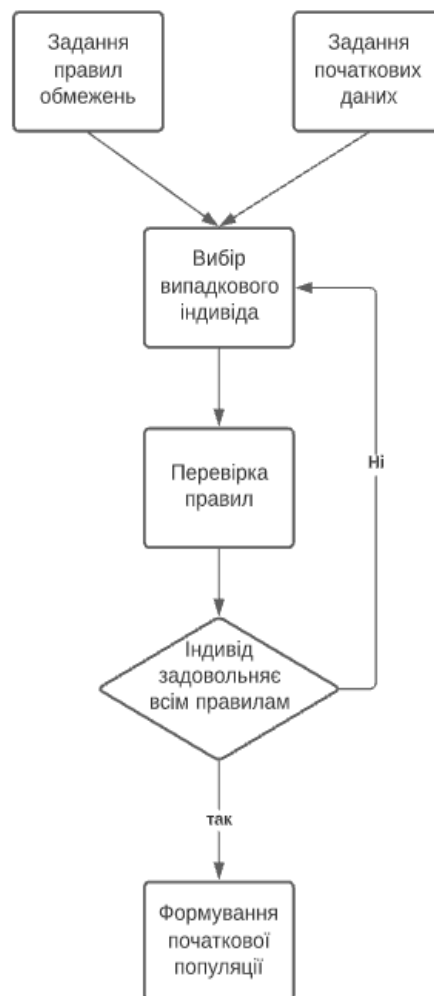 Задання
правил
обмежень
Задання
початкових
даних
Вибір
випадкового
індивіда
Перевірка
правил
Ні
Індивід
задовольняє
всім правилам
так
Формування
початкової
популяції